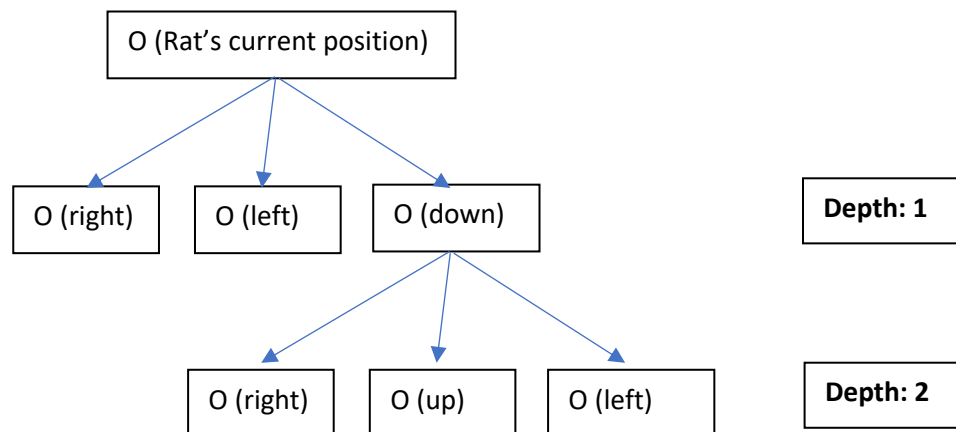 O (Rat’s current position)
O (right)
O (left)
O (down)
Depth: 1
O (right)
O (up)
O (left)
Depth: 2